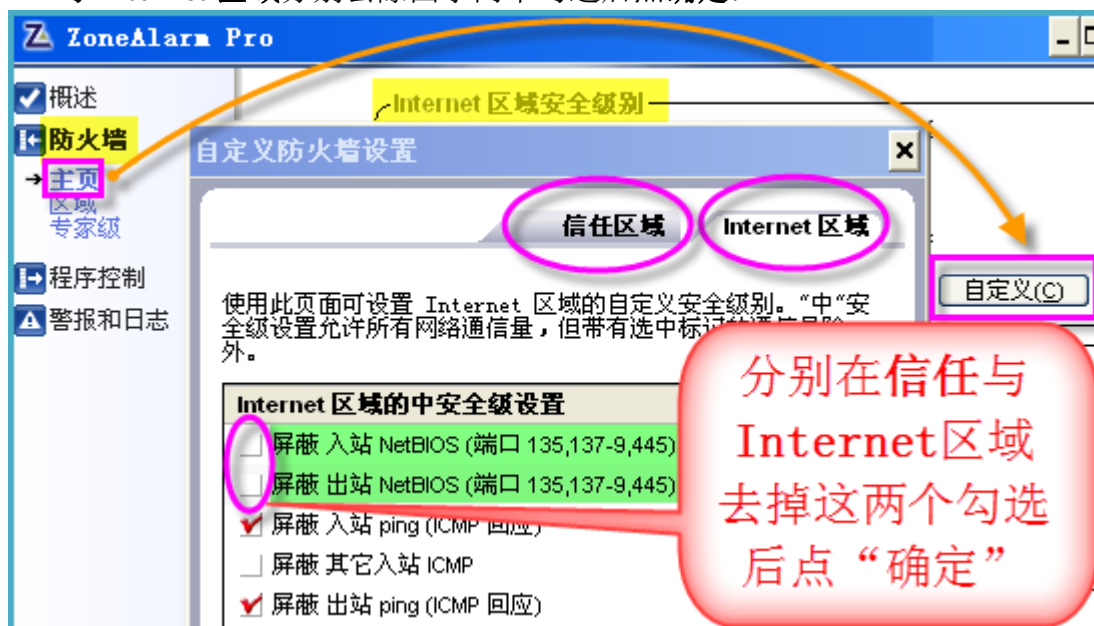 ZoneAlarm Pro
概述
防火墙
主页
区域
专家级
程序控制
警报和日志
Internet 区域安全级别
自定义防火墙设置
信任区域
Internet 区域
使用此页面可设置 Internet 区域的自定义安全级别。“中”安
全级设置允许所有网络通信量，但带有选中标记的通信量除
外。
Internet 区域的中安全级设置
屏蔽 入站 NetBIOS (端口 135,137-9,445)
屏蔽 出站 NetBIOS (端口 135,137-9,445)
屏蔽 入站 ping (ICMP 回应)
屏蔽 其它入站 ICMP
屏蔽 出站 ping (ICMP 回应)
自定义(C)
分别在信任与
Internet区域
去掉这两个勾选
后点“确定”